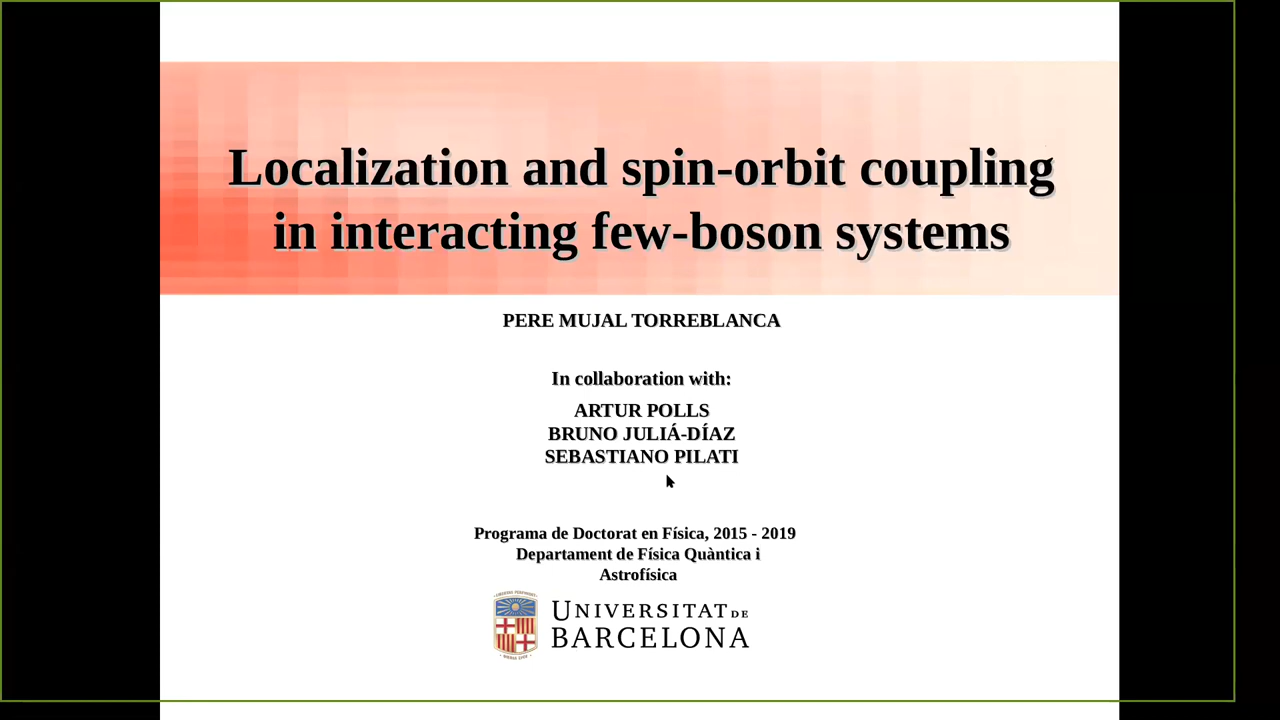 Localization and spin-orbit coupling
in interacting few-boson systems
PERE MUJAL TORREBLANCA
In collaboration with:
ARTUR POLLS
BRUNO JULIÁ-DÍAZ
SEBASTIANO PILATI
Programa de Doctorat en Física, 2015 - 2019
Departament de Física Quàntica i
Astrofísica
UNIVERSITAT DE
BARCELONA